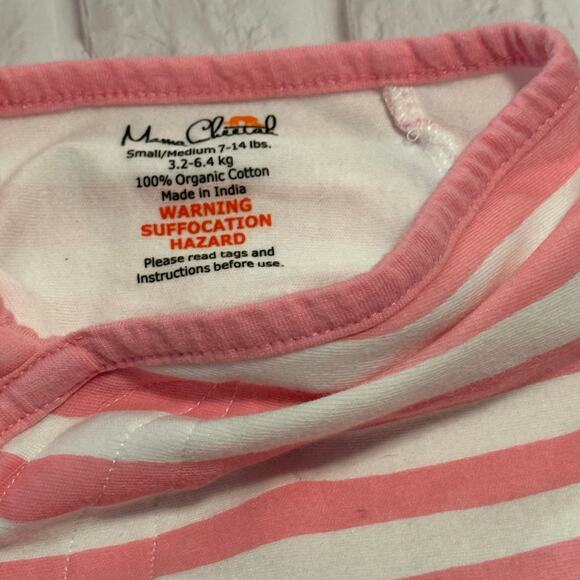 Mama Cheetah
Small/Medium 7-14 lbs.
3.2-6.4 kg
100% Organic Cotton
Made in India
WARNING
SUFFOCATION
HAZARD
Please read tags and
Instructions before use.